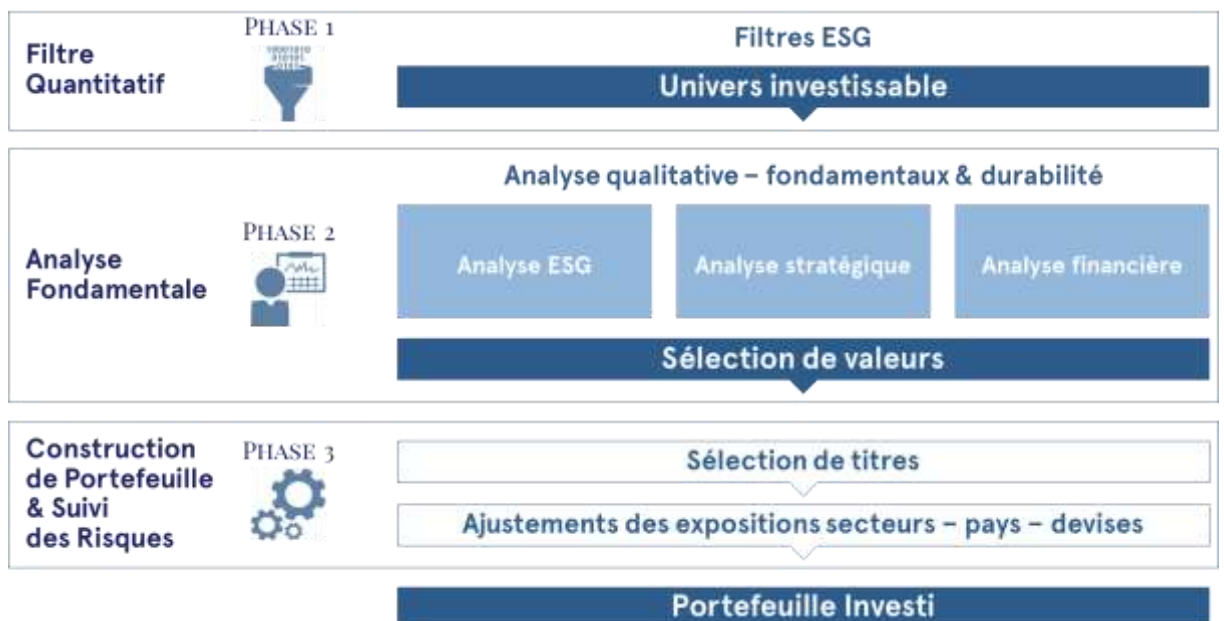 Filtre
Quantitatif
PHASE 1
Filtres ESG
Univers investissable
Analyse
Fondamentale
PHASE 2
Analyse qualitative – fondamentaux & durabilité
Analyse ESG
Analyse stratégique
Analyse financière
Sélection de valeurs
Construction
de Portefeuille
& Suivi
des Risques
PHASE 3
Sélection de titres
Ajustements des expositions secteurs – pays – devises
Portefeuille Investi